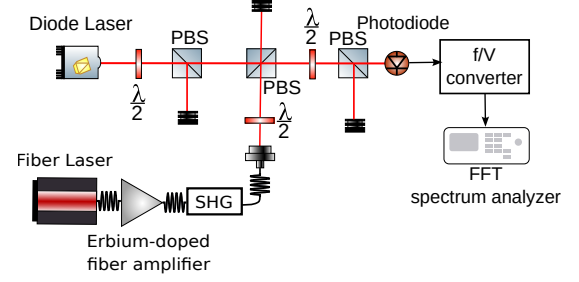 Diode Laser
PBS
λ
2
Photodiode
PBS
f/V
converter
λ
2
PBS
λ
2
Fiber Laser
SHG
FFT
spectrum analyzer
Erbium-doped
fiber amplifier